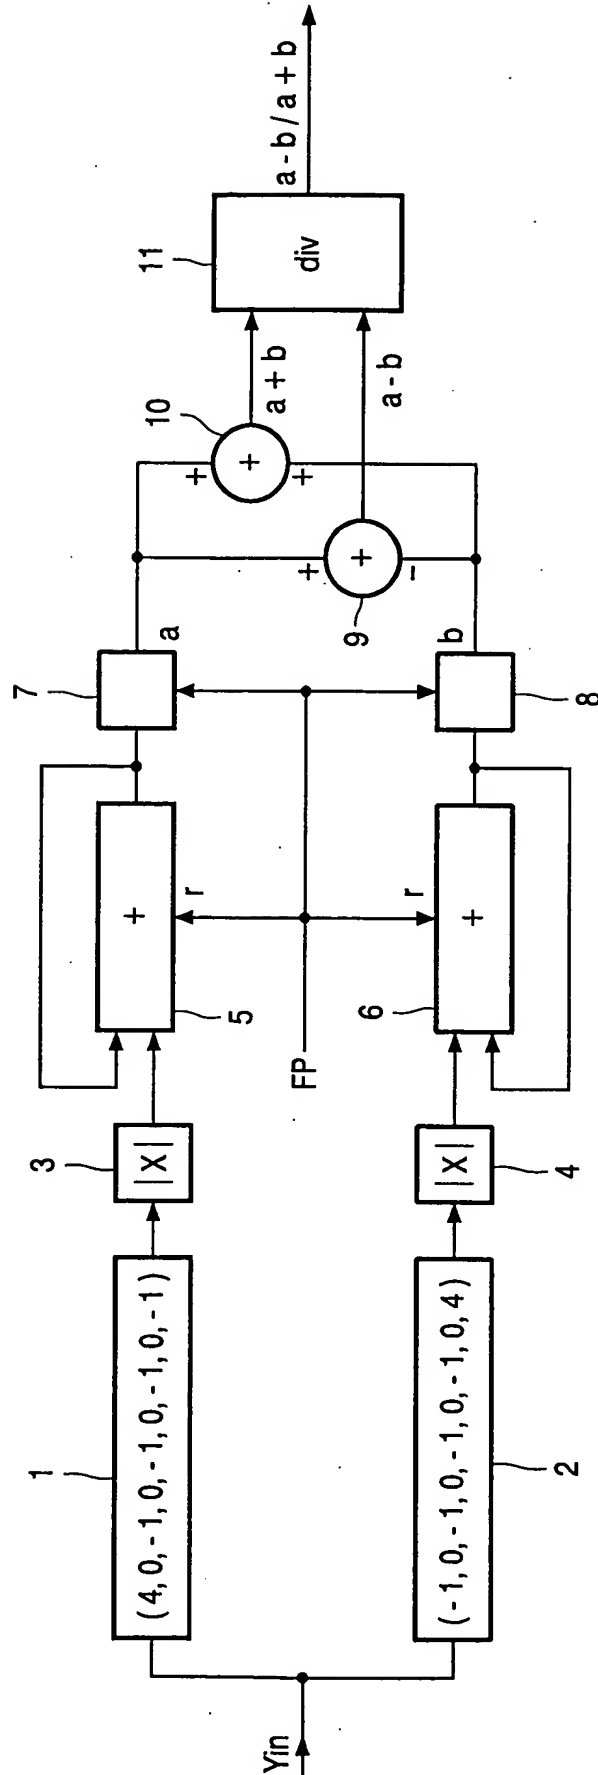 Yin
1
(4,0,-1,0,-1,0,-1,0,-1)
2
(-1,0,-1,0,-1,0,-1,0,4)
3
|X|
4
|X|
FP
5
+
r
6
+
r
7
a
8
b
9
+
+
-
10
+
+
+
a+b
a-b
11
div
a-b/a+b